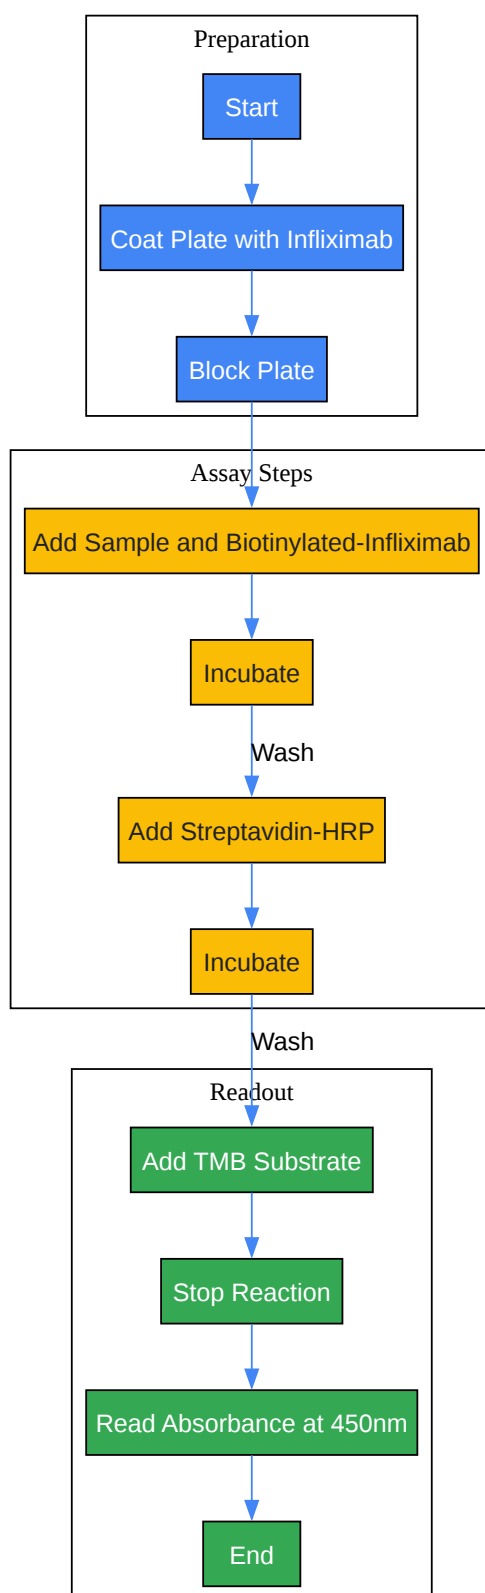 Preparation
Start
Coat Plate with Infliximab
Block Plate
Assay Steps
Add Sample and Biotinylated-Infliximab
Incubate
Wash
Add Streptavidin-HRP
Incubate
Wash
Readout
Add TMB Substrate
Stop Reaction
Read Absorbance at 450nm
End